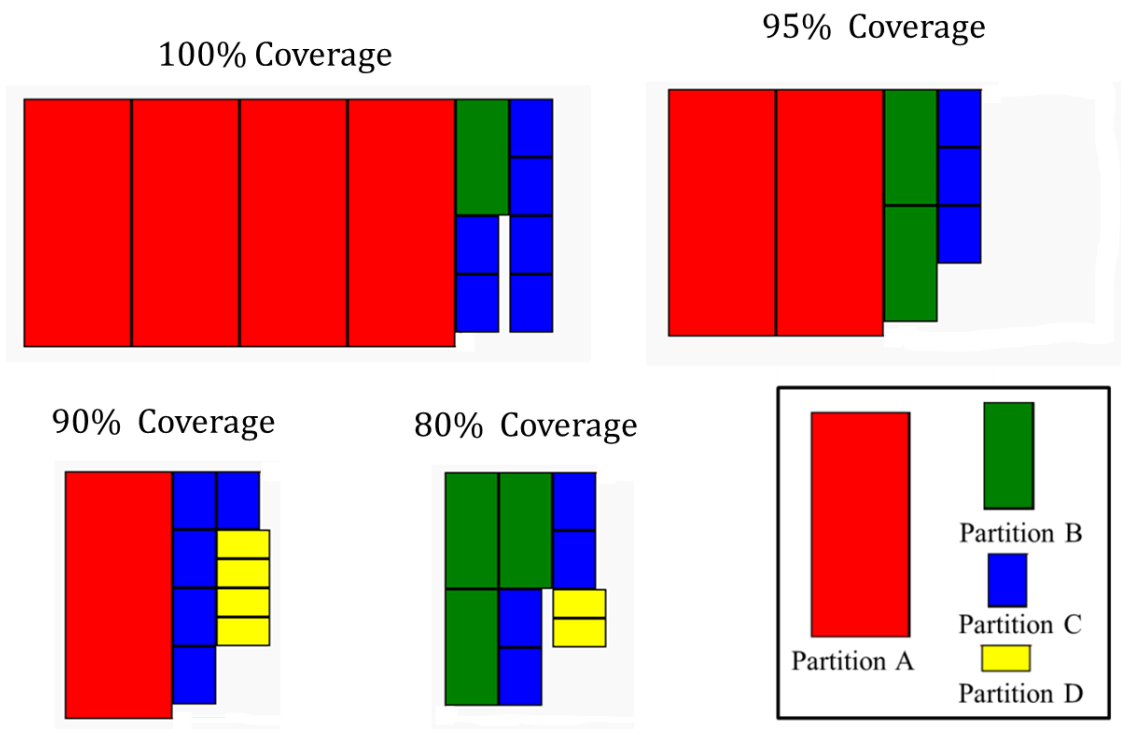 100% Coverage
95% Coverage
90% Coverage
80% Coverage
Partition A
Partition B
Partition C
Partition D